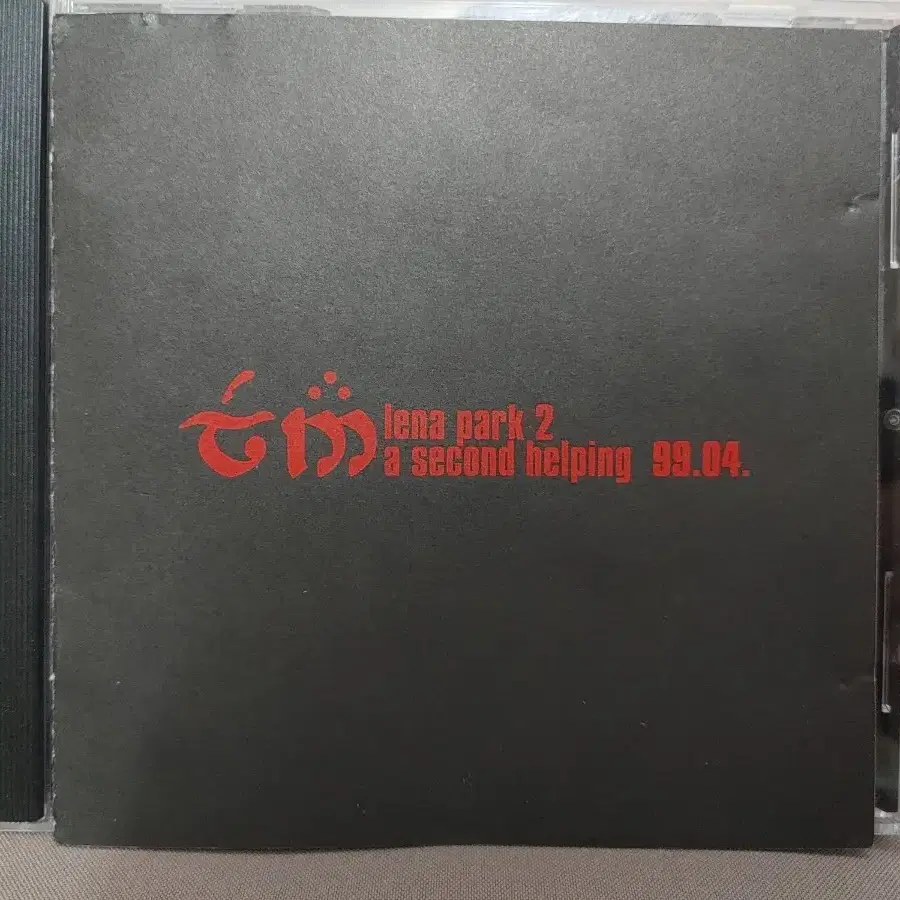 lena park 2
a second helping 99.04.